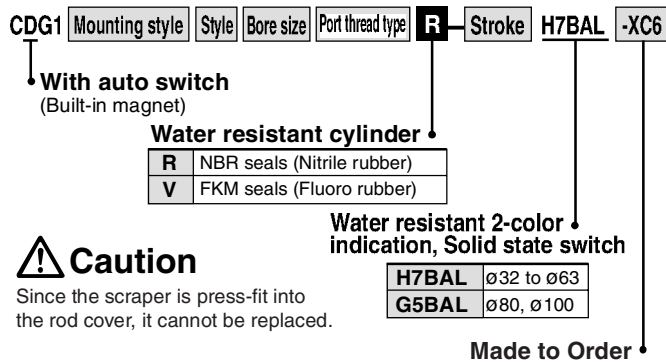 CDG1 Mounting style Style Bore size Port thread type R - Stroke H7BAL -XC6
With auto switch
(Built-in magnet)
Water resistant cylinder
R NBR seals (Nitrile rubber)
V FKM seals (Fluoro rubber)
Water resistant 2-color
indication, Solid state switch
H7BAL ø32 to ø63
G5BAL ø80, ø100
Caution
Since the scraper is press-fit into
the rod cover, it cannot be replaced.
Made to Order